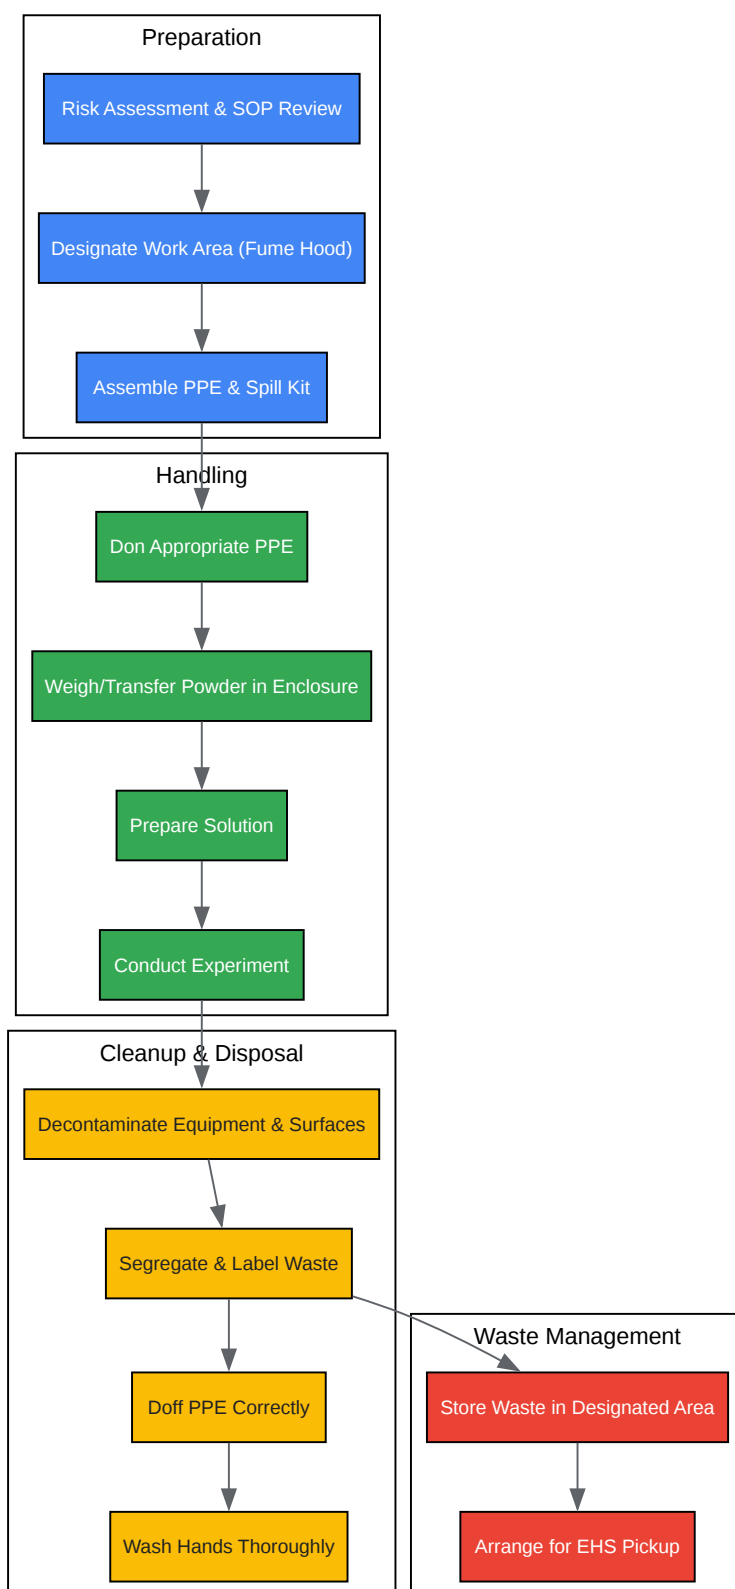 Preparation
Risk Assessment & SOP Review
Designate Work Area (Fume Hood)
Assemble PPE & Spill Kit
Handling
Don Appropriate PPE
Weigh/Transfer Powder in Enclosure
Prepare Solution
Conduct Experiment
Cleanup & Disposal
Decontaminate Equipment & Surfaces
Segregate & Label Waste
Doff PPE Correctly
Wash Hands Thoroughly
Waste Management
Store Waste in Designated Area
Arrange for EHS Pickup